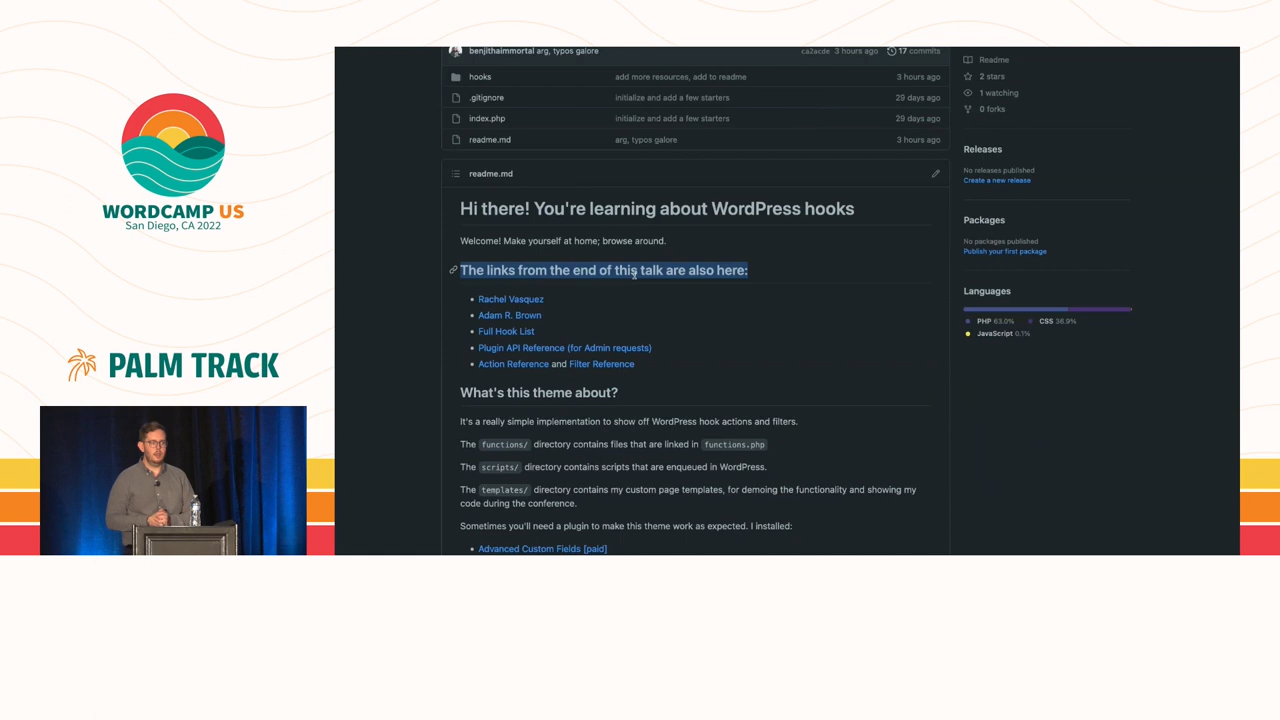 WORDCAMP US
San Diego, CA 2022
PALM TRACK
benjithaimmortal arg, typos galore
ca2acde 3 hours ago 17 commits
hooks add more resources, add to readme 3 hours ago
.gitignore initialize and add a few starters 29 days ago
index.php initialize and add a few starters 29 days ago
readme.md arg, typos galore 3 hours ago
readme.md
Hi there! You're learning about WordPress hooks
Welcome! Make yourself at home; browse around.
The links from the end of this talk are also here:
Rachel Vasquez
Adam R. Brown
Full Hook List
Plugin API Reference (for Admin requests)
Action Reference and Filter Reference
What's this theme about?
It's a really simple implementation to show off WordPress hook actions and filters.
The functions/ directory contains files that are linked in functions.php
The scripts/ directory contains scripts that are enqueued in WordPress.
The templates/ directory contains my custom page templates, for demoing the functionality and showing my
code during the conference.
Sometimes you'll need a plugin to make this theme work as expected. I installed:
Advanced Custom Fields [paid]
Readme
2 stars
1 watching
0 forks
Releases
No releases published
Create a new release
Packages
No packages published
Publish your first package
Languages
PHP 63.0% CSS 36.9%
JavaScript 0.1%